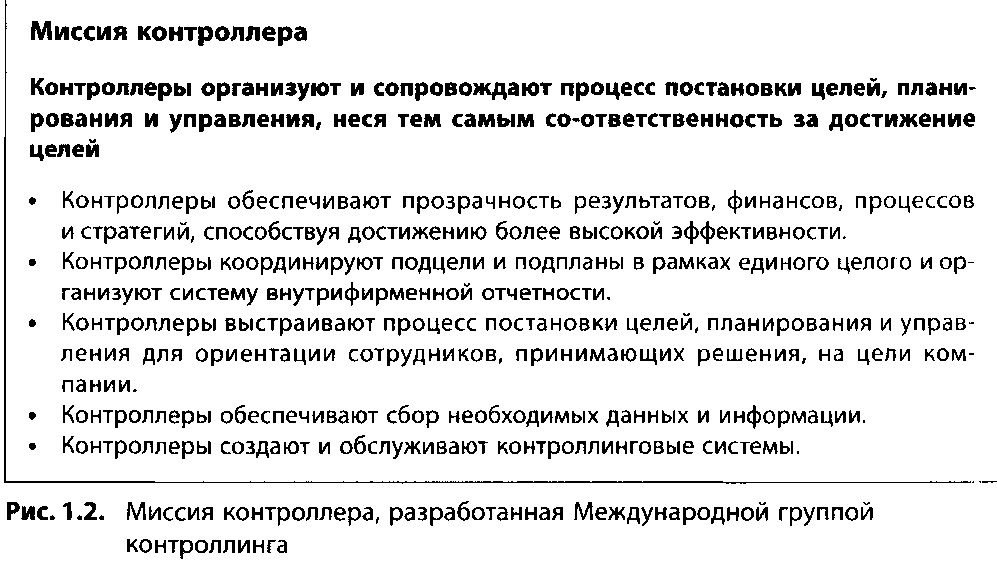 Миссия контроллера
Контроллеры организуют и сопровождают процесс постановки целей, плани-
рования и управления, неся тем самым со-ответственность за достижение
целей
• Контроллеры обеспечивают прозрачность результатов, финансов, процессов
и стратегий, способствуя достижению более высокой эффективности.
• Контроллеры координируют подцели и подпланы в рамках единого целого и ор-
ганизуют систему внутрифирменной отчетности.
• Контроллеры выстраивают процесс постановки целей, планирования и управ-
ления для ориентации сотрудников, принимающих решения, на цели ком-
пании.
• Контроллеры обеспечивают сбор необходимых данных и информации.
• Контроллеры создают и обслуживают контроллинговые системы.
Рис. 1.2. Миссия контроллера, разработанная Международной группой
контроллинга